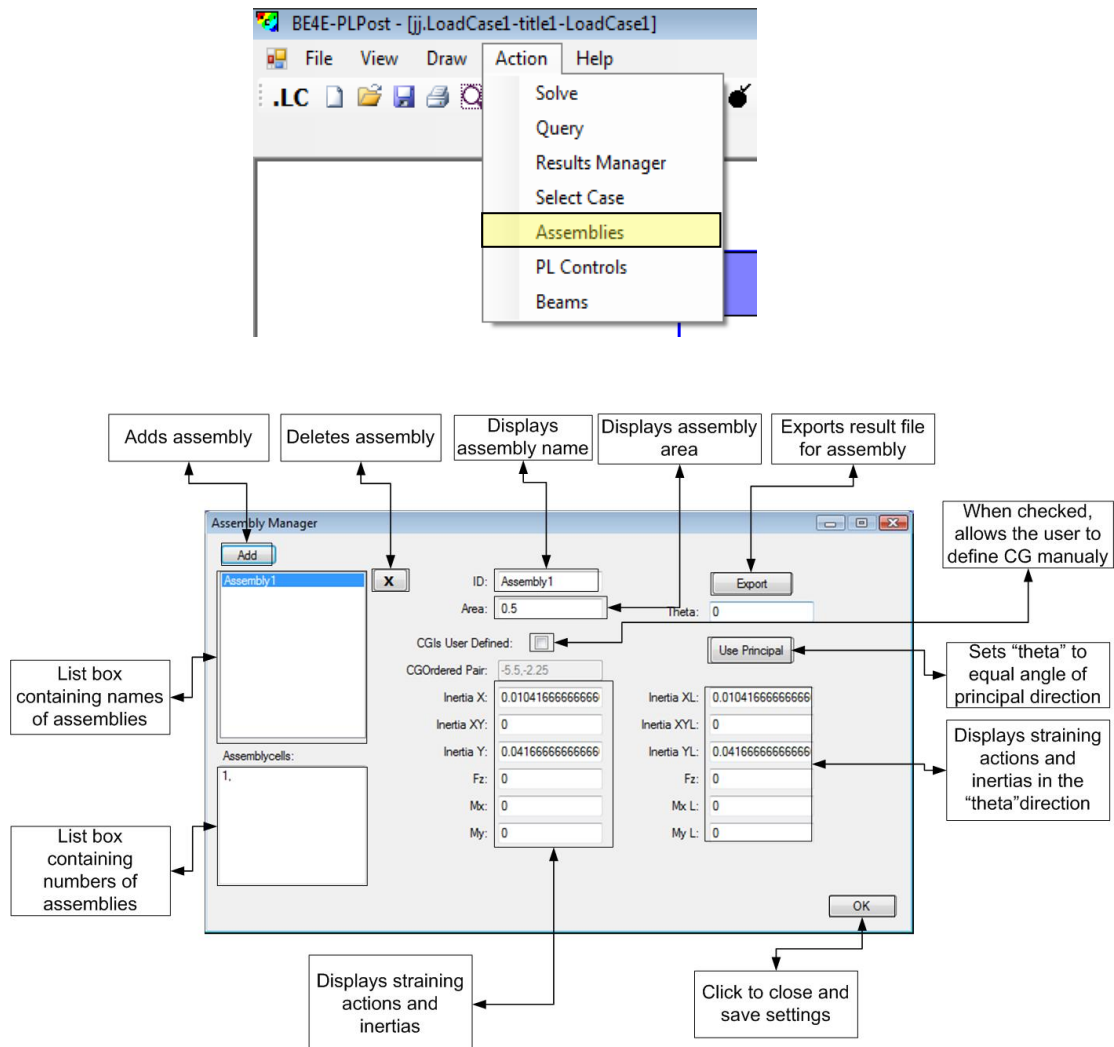 BE4E-PLPost - [jj.LoadCase1-title1-LoadCase1]
File View Draw Action Help
.LC
Solve
Query
Results Manager
Select Case
Assemblies
PL Controls
Beams
Adds assembly
Deletes assembly
Displays
assembly name
Displays assembly
area
Exports result file
for assembly
When checked,
allows the user to
define CG manualy
Assembly Manager
Add
Assembly1
X
ID: Assembly1
Export
Area: 0.5
Theta: 0
CGIs User Defined:
Use Principal
CGOrdered Pair: -5.5,-2.25
Inertia X: 0.0104166666666
Inertia XL: 0.0104166666666
Inertia XY: 0
Inertia XYL: 0
Inertia Y: 0.0416666666666
Inertia YL: 0.0416666666666
Fz: 0
Fz: 0
Mx: 0
Mx L: 0
My: 0
My L: 0
Assemblycells:
1,
OK
List box
containing names
of assemblies
List box
containing
numbers of
assemblies
Sets “theta” to
equal angle of
principal direction
Displays straining
actions and
inertias in the
“theta”direction
Displays straining
actions and
inertias
Click to close and
save settings